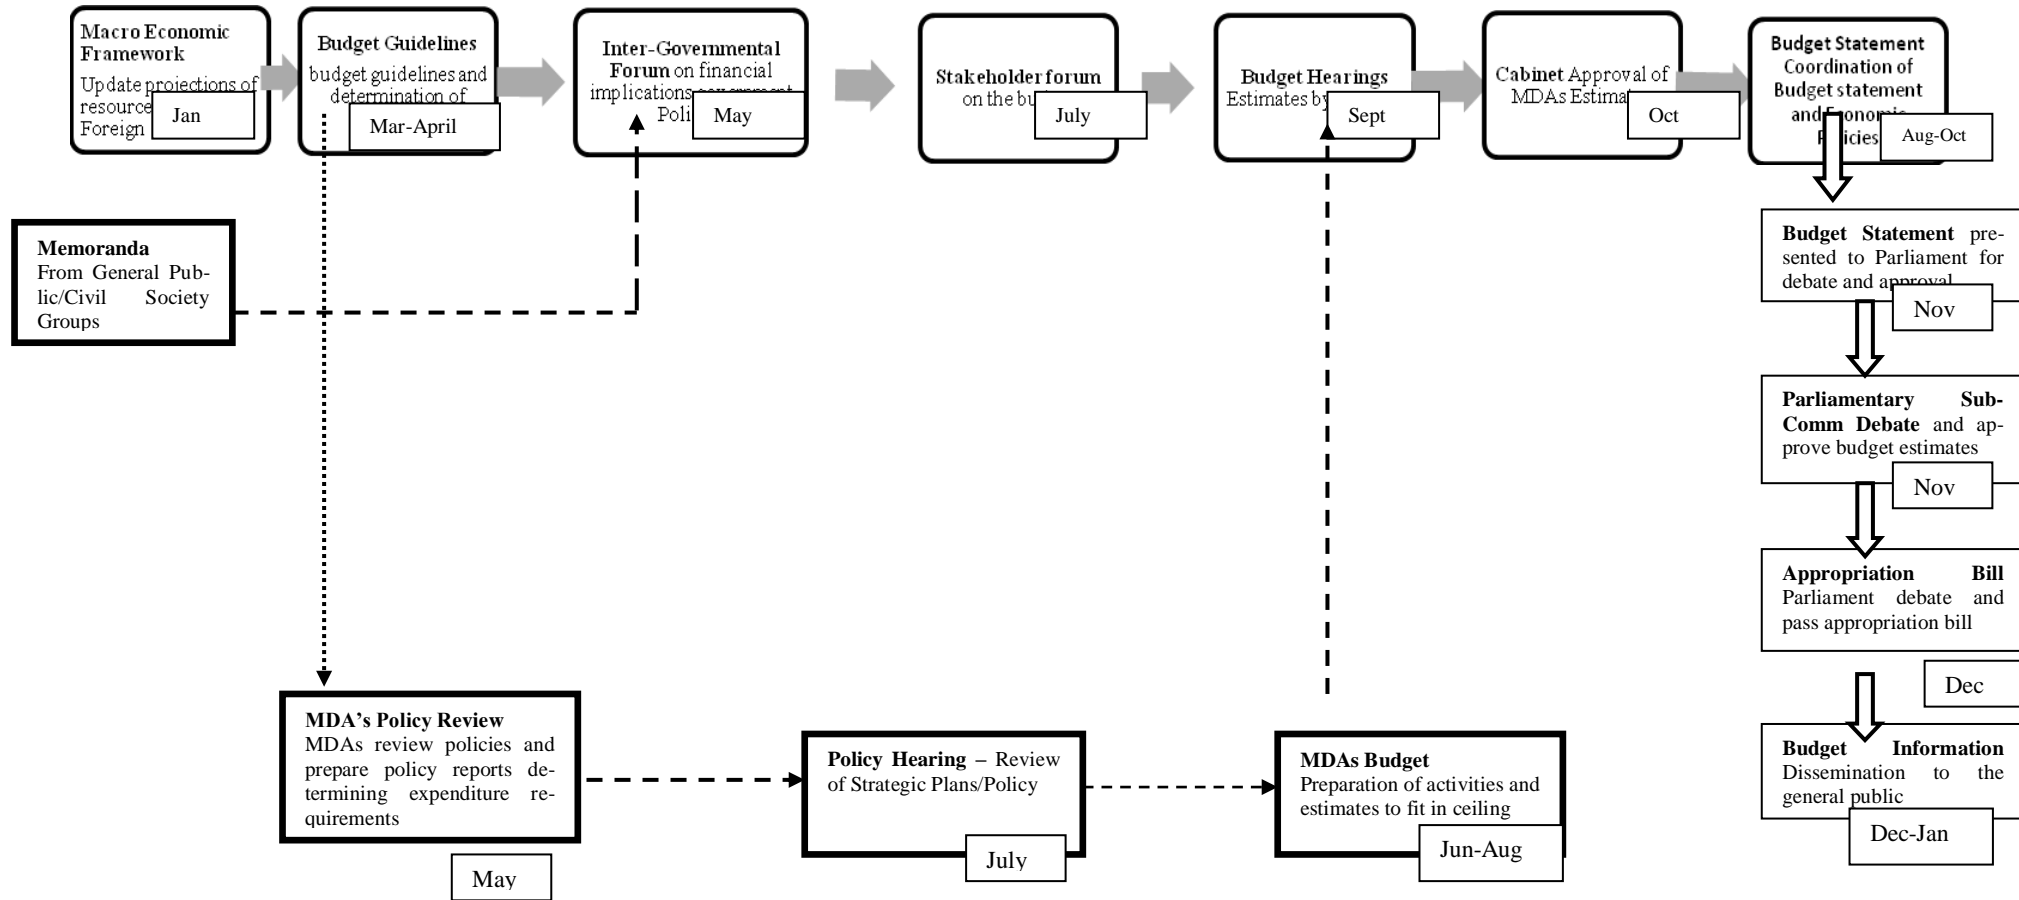 Macro Economic
Framework
Update projections of
resource
Foreign
Jan
Budget Guidelines
budget guidelines and
determination of
Mar-April
Inter-Governmental
Forum on financial
implications government
Poli
May
Stakeholder forum
on the bu
July
Budget Hearings
Estimates by
Sept
Cabinet Approval of
MDAs Estimat
Oct
Budget Statement
Coordination of
Budget statement
and Economic
Policies
Aug-Oct
Memoranda
From General Pub-
lic/Civil Society
Groups
Budget Statement pre-
sented to Parliament for
debate and approval
Nov
Parliamentary Sub-
Comm Debate and ap-
prove budget estimates
Nov
Appropriation Bill
Parliament debate and
pass appropriation bill
Dec
Budget Information
Dissemination to the
general public
Dec-Jan
MDA’s Policy Review
MDAs review policies and
prepare policy reports de-
termining expenditure re-
quirements
May
Policy Hearing – Review
of Strategic Plans/Policy
July
MDAs Budget
Preparation of activities and
estimates to fit in ceiling
Jun-Aug